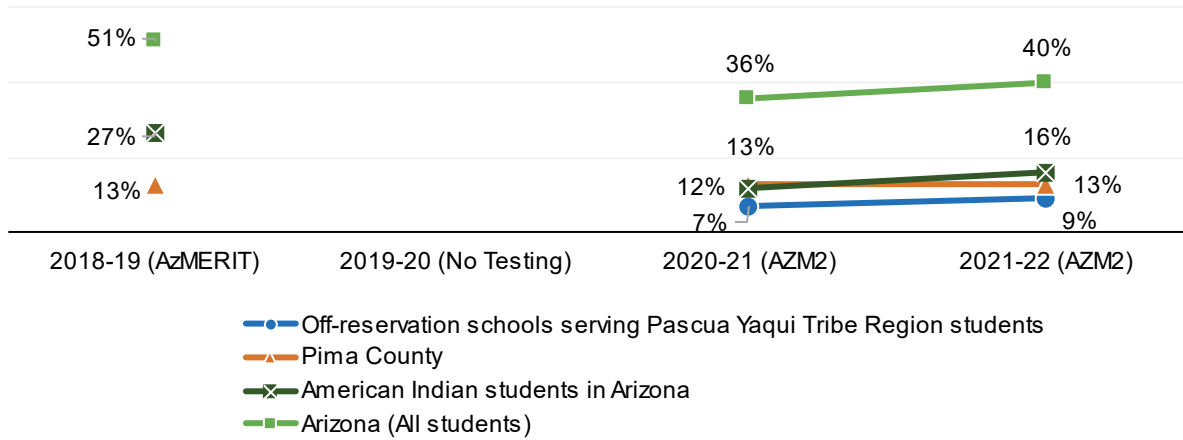 51%
27%
13%
36%
13%
12%
7%
40%
16%
13%
9%
2018-19 (AzMERIT)
2019-20 (No Testing)
2020-21 (AZM2)
2021-22 (AZM2)
Off-reservation schools serving Pascua Yaqui Tribe Region students
Pima County
American Indian students in Arizona
Arizona (All students)